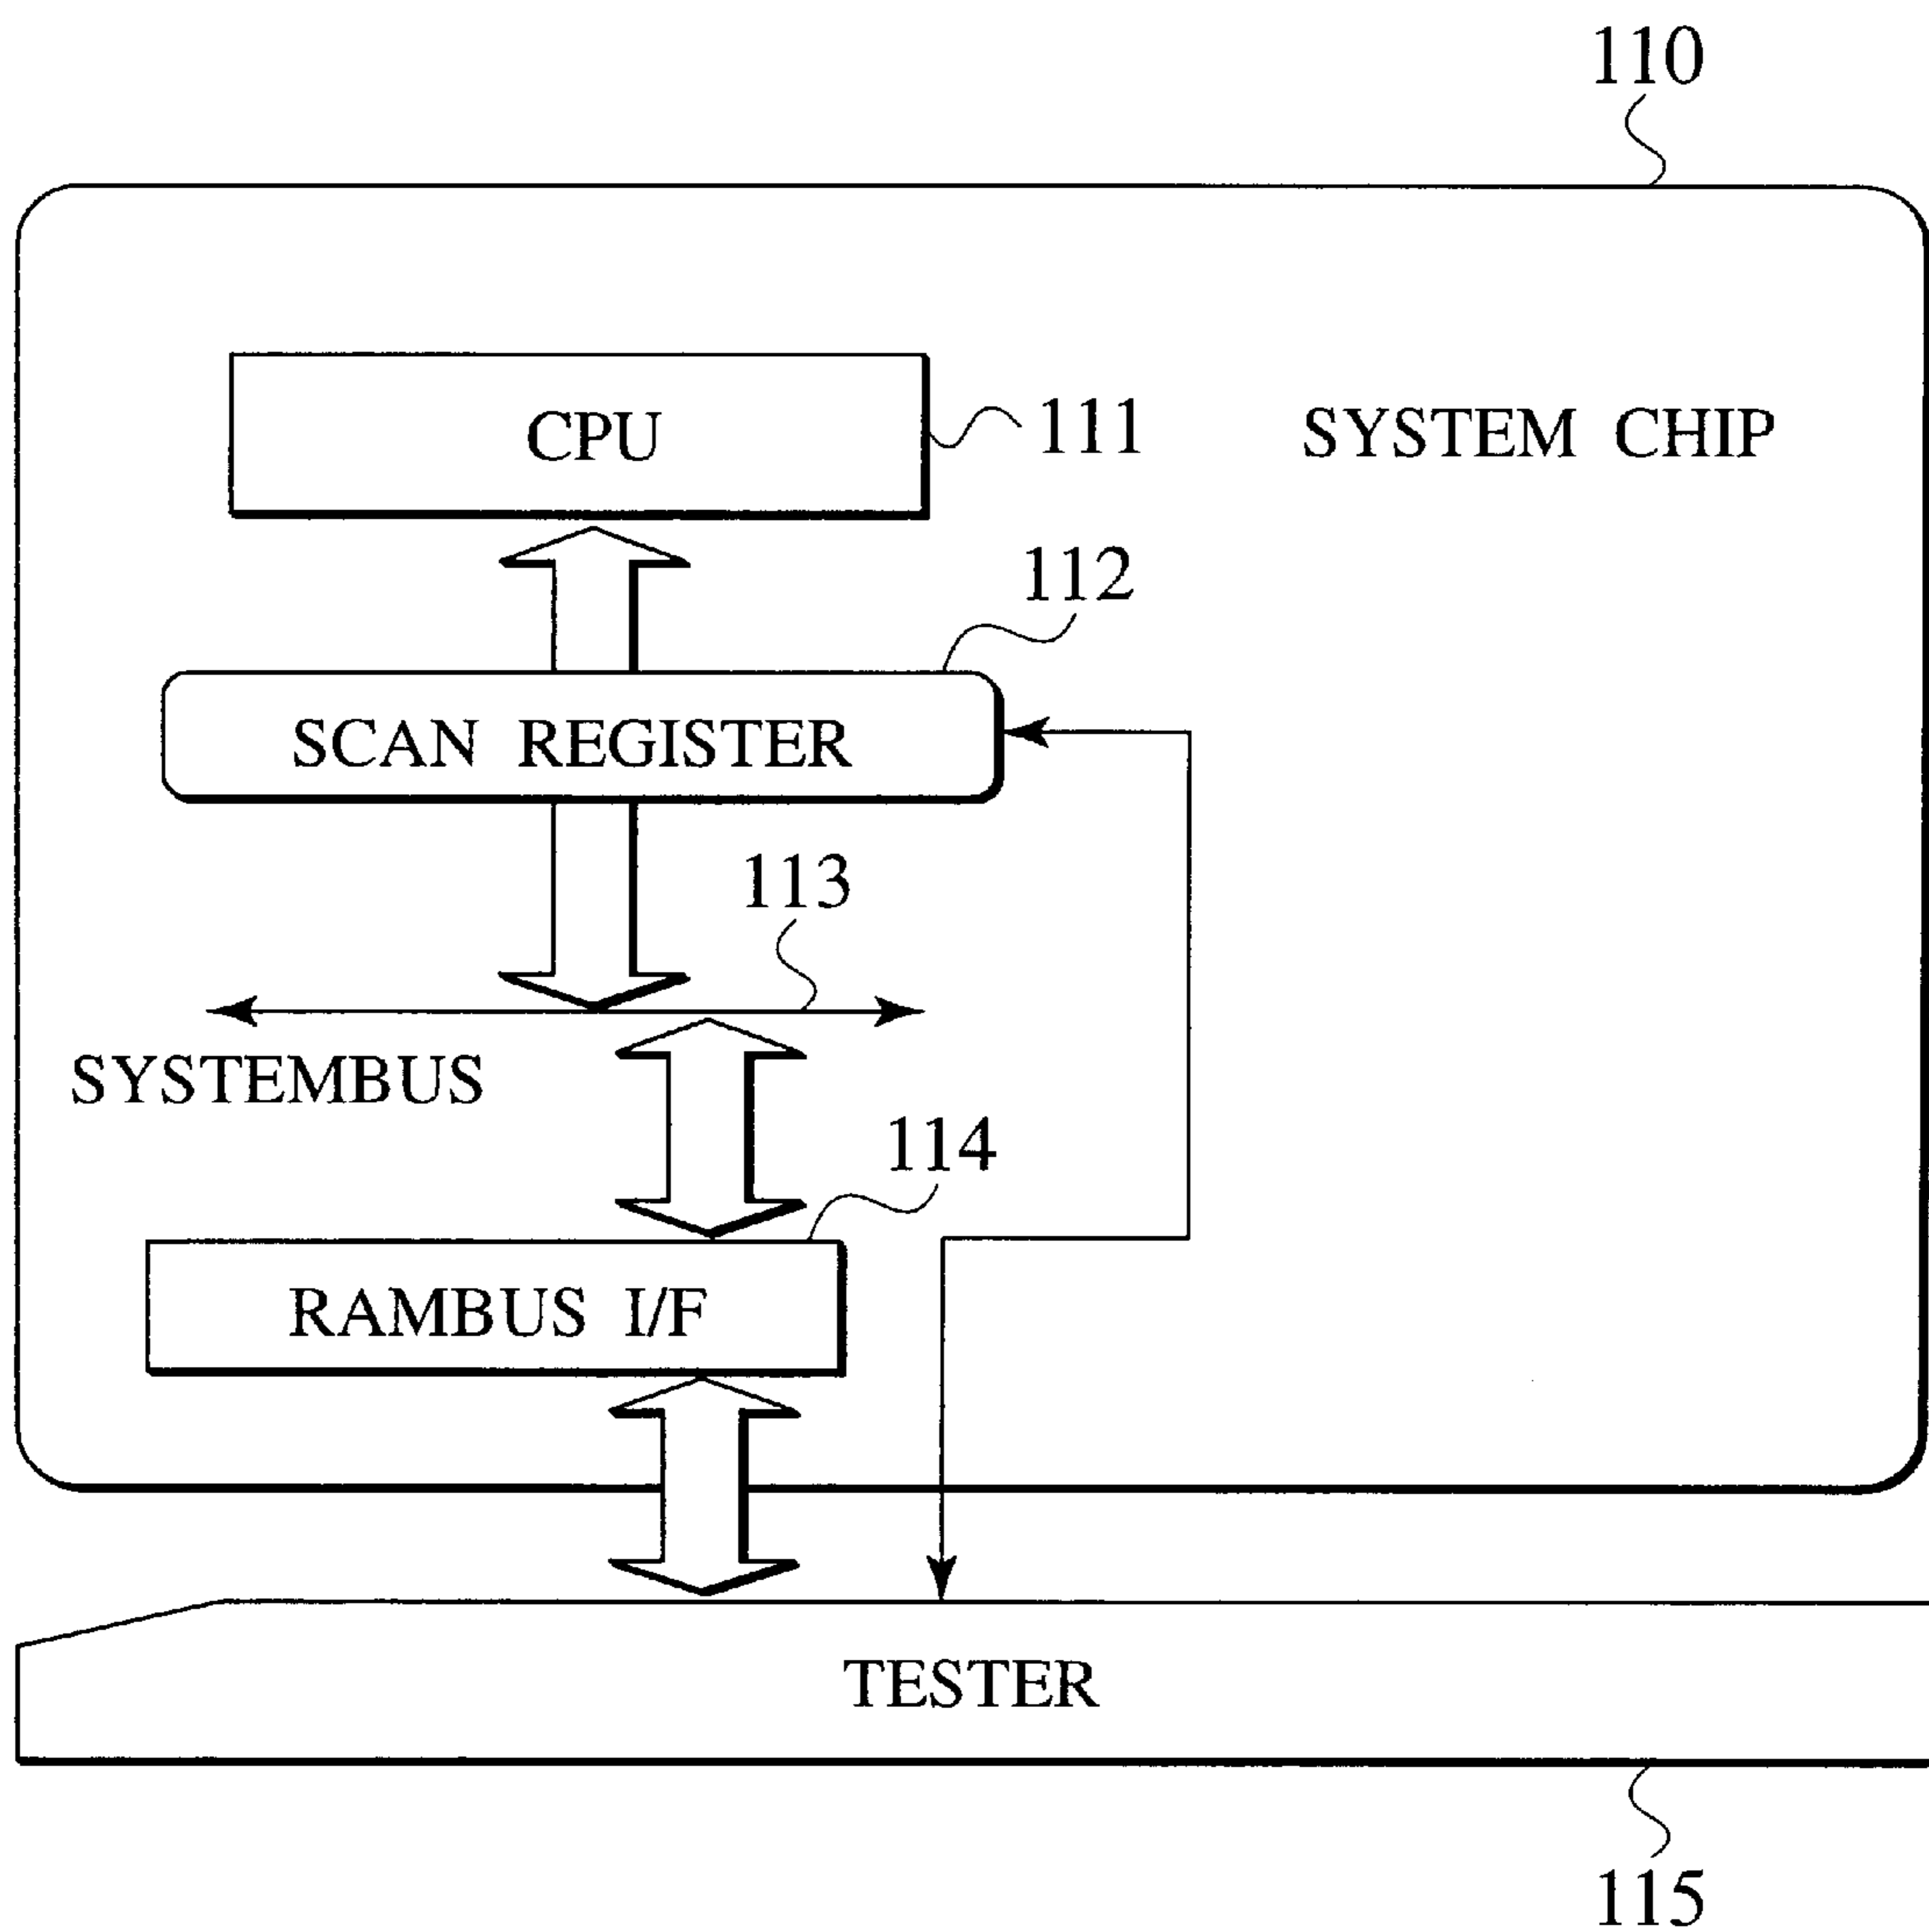 110
CPU
111
SYSTEM CHIP
112
SCAN REGISTER
113
SYSTEMBUS
114
RAMBUS I/F
TESTER
115